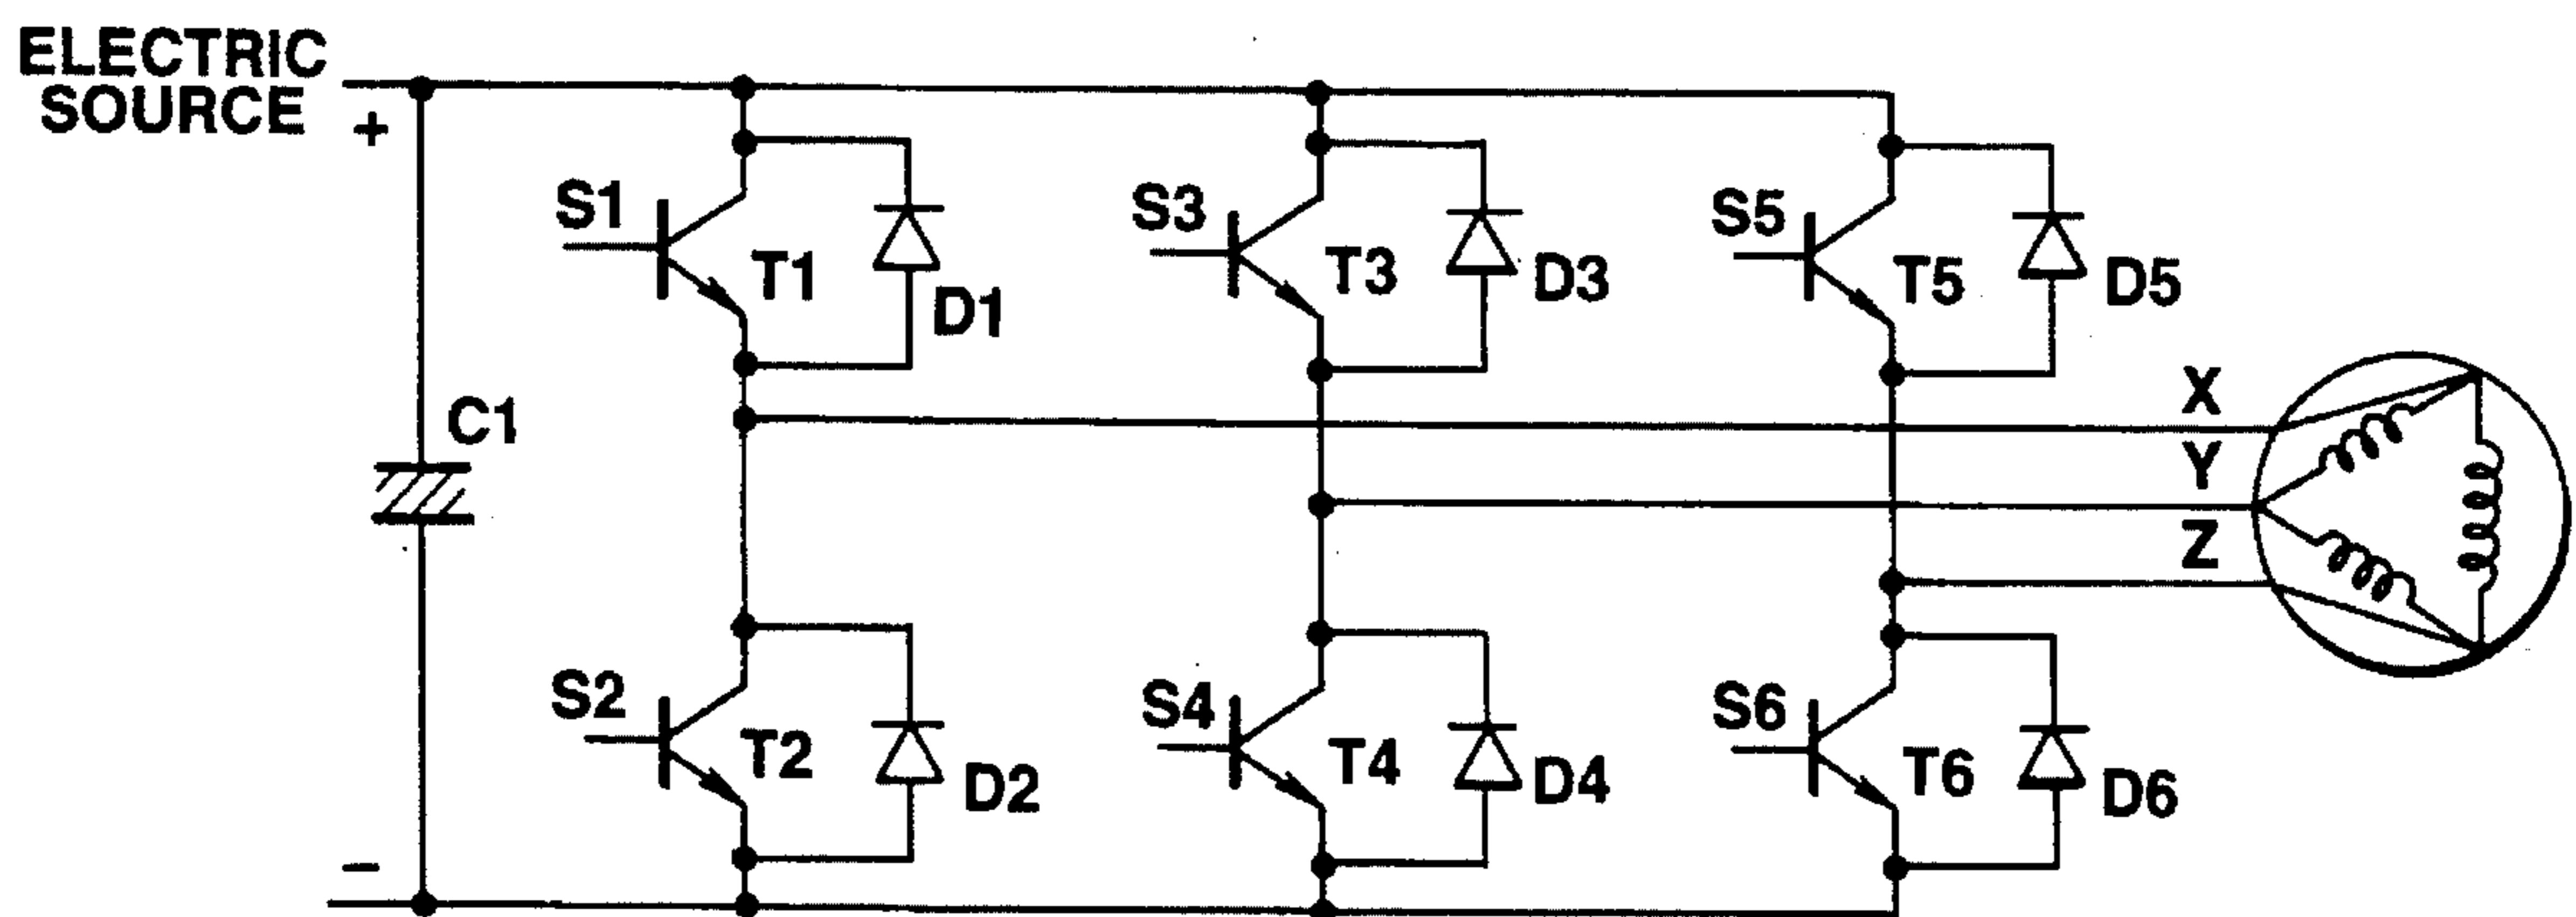 ELECTRIC
SOURCE
+
S1
T1
D1
S3
T3
D3
S5
T5
D5
C1
X
Y
Z
S2
T2
D2
S4
T4
D4
S6
T6
D6
−